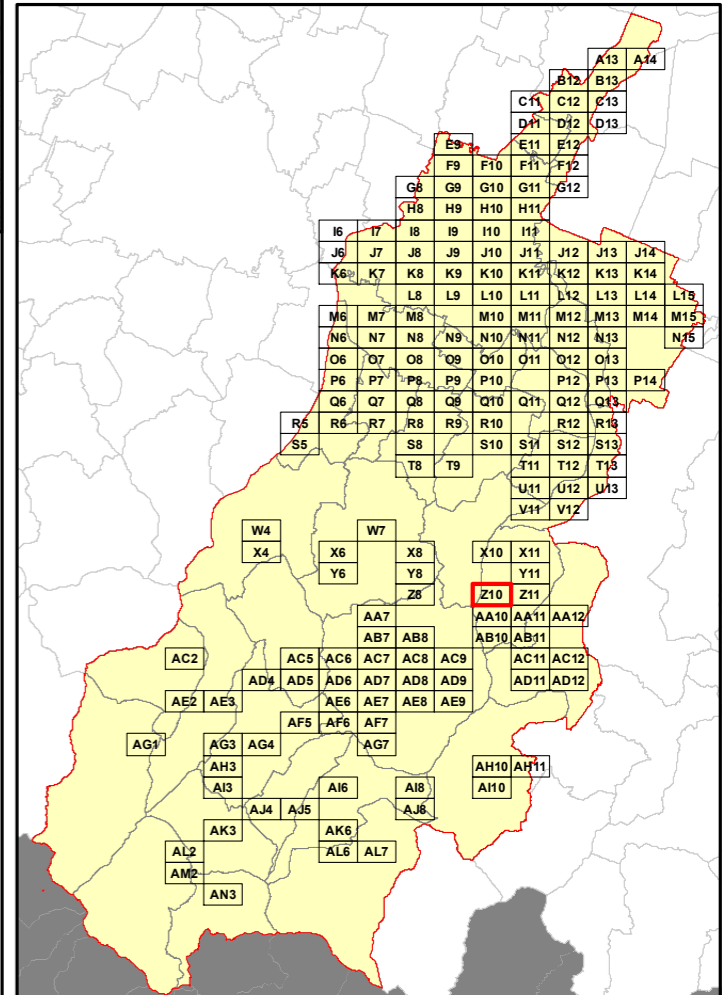 A13 A14
B12 B13
C11 C12 C13
D11 D12 D13
E9 E11 E12
F9 F10 F11 F12
G8 G9 G10 G11 G12
H8 H9 H10 H11
I6 I7 I8 I9 I10 I11
J6 J7 J8 J9 J10 J11 J12 J13 J14
K6 K7 K8 K9 K10 K11 K12 K13 K14
L8 L9 L10 L11 L12 L13 L14 L15
M6 M7 M8 M10 M11 M12 M13 M14 M15
N6 N7 N8 N9 N10 N11 N12 N13 N15
O6 O7 O8 O9 O10 O11 O12 O13
P6 P7 P8 P9 P10 P12 P13 P14
Q6 Q7 Q8 Q9 Q10 Q11 Q12 Q13
R5 R6 R7 R8 R9 R10 R12 R13
S5 S8 S10 S11 S12 S13
T8 T9 T11 T12 T13
U11 U12 U13
V11 V12
W4 W7
X4 X6 X8 X10 X11
Y6 Y8 Y11
Z8 Z10 Z11
AA7 AA10 AA11 AA12
AB7 AB8 AB10 AB11
AC2 AC5 AC6 AC7 AC8 AC9 AC11 AC12
AD4 AD5 AD6 AD7 AD8 AD9 AD11 AD12
AE2 AE3 AE6 AE7 AE8 AE9
AF5 AF6 AF7
AG1 AG3 AG4 AG7
AH3 AH10 AH11
AI3 AI6 AI8 AI10
AJ4 AJ5 AJ8
AK3 AK6
AL2 AL6 AL7
AM2
AN3